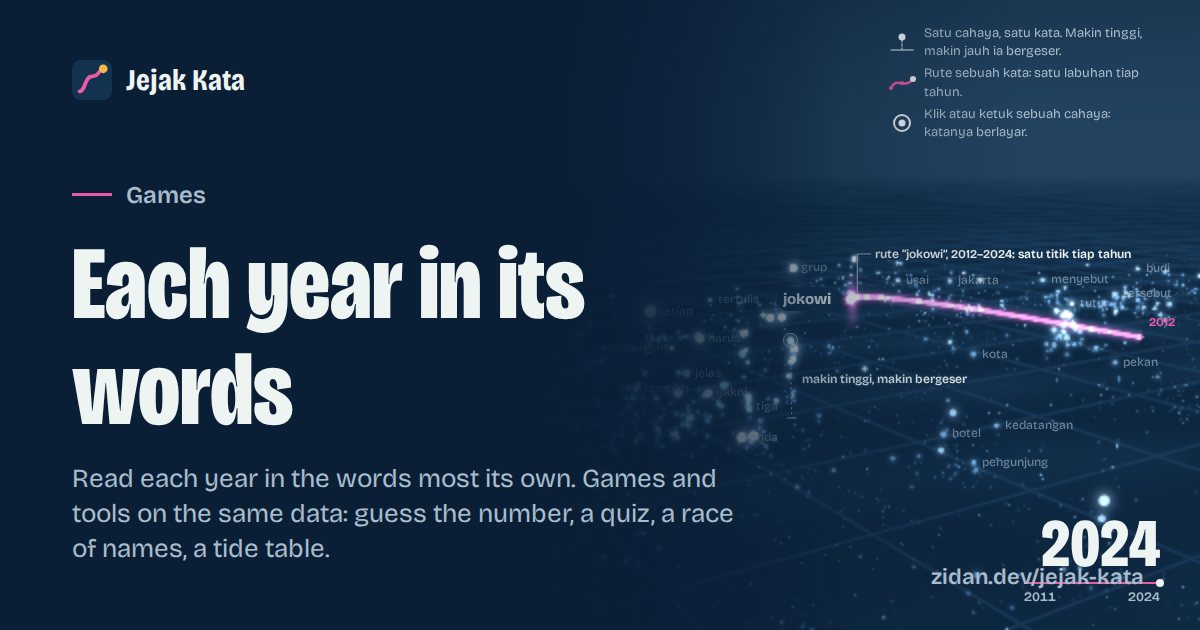 Jejak Kata
Games
Each year in its
words
Read each year in the words most its own. Games and
tools on the same data: guess the number, a quiz, a race
of names, a tide table.
Satu cahaya, satu kata. Makin tinggi,
makin jauh ia bergeser.
Rute sebuah kata: satu labuhan tiap
tahun.
Klik atau ketuk sebuah cahaya:
katanya berlayar.
rute “jokowi”, 2012–2024: satu titik tiap tahun
grup
usai
jakarta
menyebut
budi
tertulis
jokowi
setiap
2012
harus
kota
pekan
jelas
makin tinggi, makin bergeser
yakni
tiga
kedatangan
hotel
pengunjung
2024
zidan.dev/jejak-kata
2011
2024